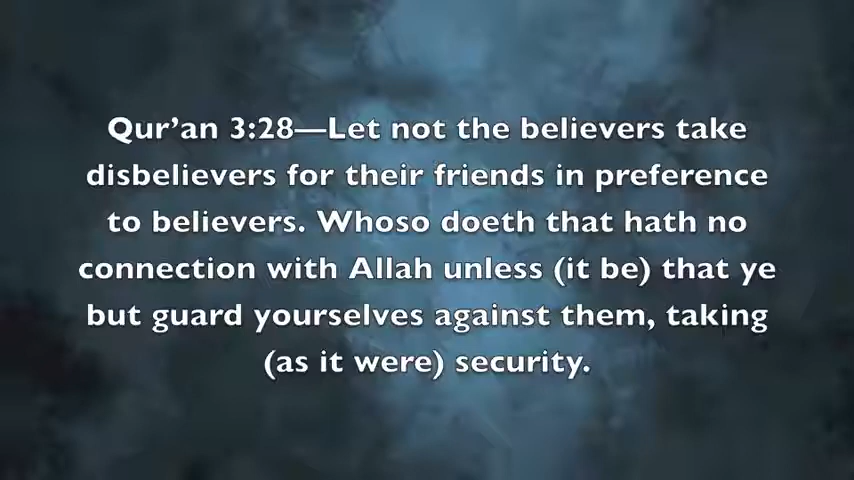 Qur’an 3:28—Let not the believers take
disbelievers for their friends in preference
to believers. Whoso doeth that hath no
connection with Allah unless (it be) that ye
but guard yourselves against them, taking
(as it were) security.